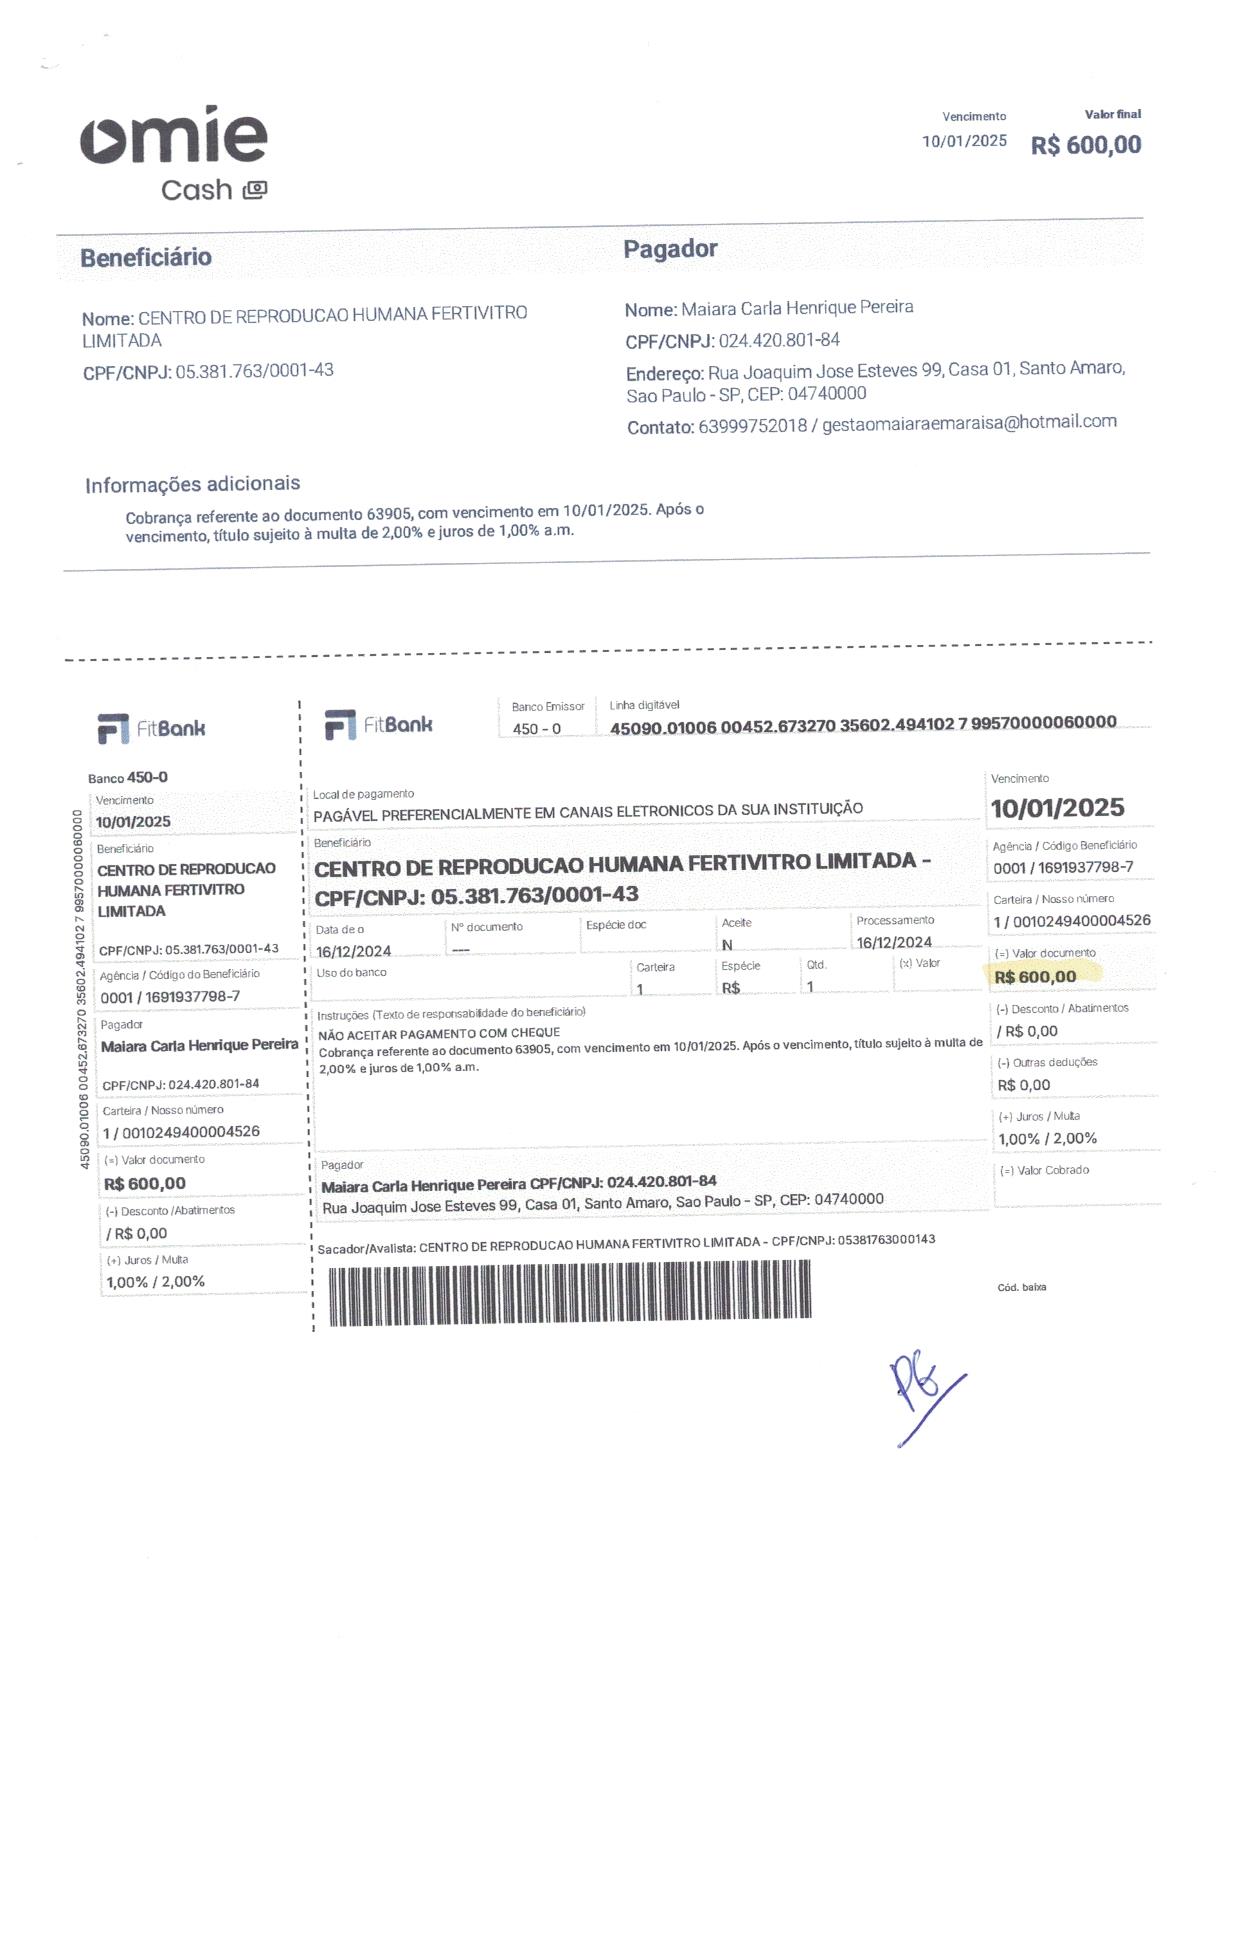 omie
Cash
Vencimento
10/01/2025
Valor final
R$ 600,00
Beneficiário
Nome: CENTRO DE REPRODUCAO HUMANA FERTIVITRO
LIMITADA
CPF/CNPJ: 05.381.763/0001-43
Pagador
Nome: Maiara Carla Henrique Pereira
CPF/CNPJ: 024.420.801-84
Endereço: Rua Joaquim Jose Esteves 99, Casa 01, Santo Amaro,
Sao Paulo - SP, CEP: 04740000
Contato: 63999752018 / gestaomaiaraemaraisa@hotmail.com
Informações adicionais
Cobrança referente ao documento 63905, com vencimento em 10/01/2025. Após o
vencimento, título sujeito à multa de 2,00% e juros de 1,00% a.m.
FitBank
Banco 450-0
Vencimento
10/01/2025
Beneficiário
CENTRO DE REPRODUCAO
HUMANA FERTIVITRO
LIMITADA
CPF/CNPJ: 05.381.763/0001-43
Agência / Código do Beneficiário
0001 / 1691937798-7
Pagador
Maiara Carla Henrique Pereira
CPF/CNPJ: 024.420.801-84
Carteira / Nosso número
1 / 0010249400004526
(=) Valor documento
R$ 600,00
(-) Desconto /Abatimentos
/ R$ 0,00
(+) Juros / Multa
1,00% / 2,00%
45090.01006 00452.673270 35602.494102 7 99570000060000
FitBank
Banco Emissor
450 - 0
Linha digitável
45090.01006 00452.673270 35602.494102 7 99570000060000
Local de pagamento
PAGÁVEL PREFERENCIALMENTE EM CANAIS ELETRONICOS DA SUA INSTITUIÇÃO
Vencimento
10/01/2025
Beneficiário
CENTRO DE REPRODUCAO HUMANA FERTIVITRO LIMITADA -
CPF/CNPJ: 05.381.763/0001-43
Agência / Código Beneficiário
0001 / 1691937798-7
Data de o
16/12/2024
Nº documento
---
Espécie doc
Aceite
N
Processamento
16/12/2024
Carteira / Nosso número
1 / 0010249400004526
Uso do banco
Carteira
1
Espécie
R$
Qtd.
1
(x) Valor
(=) Valor documento
R$ 600,00
Instruções (Texto de responsabilidade do beneficiário)
NÃO ACEITAR PAGAMENTO COM CHEQUE
Cobrança referente ao documento 63905, com vencimento em 10/01/2025. Após o vencimento, título sujeito à multa de
2,00% e juros de 1,00% a.m.
(-) Desconto / Abatimentos
/ R$ 0,00
(-) Outras deduções
R$ 0,00
(+) Juros / Multa
1,00% / 2,00%
(=) Valor Cobrado
Pagador
Maiara Carla Henrique Pereira CPF/CNPJ: 024.420.801-84
Rua Joaquim Jose Esteves 99, Casa 01, Santo Amaro, Sao Paulo - SP, CEP: 04740000
Sacador/Avalista: CENTRO DE REPRODUCAO HUMANA FERTIVITRO LIMITADA - CPF/CNPJ: 05381763000143
Cód. baixa
PG